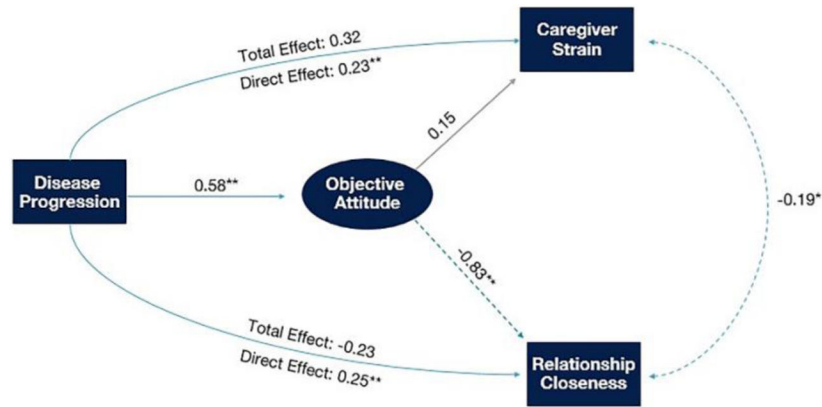 Caregiver
Strain
Total Effect: 0.32
Direct Effect: 0.23**
0.15
Disease
Progression
0.58**
Objective
Attitude
-0.19*
-0.83**
Total Effect: -0.23
Direct Effect: 0.25**
Relationship
Closeness